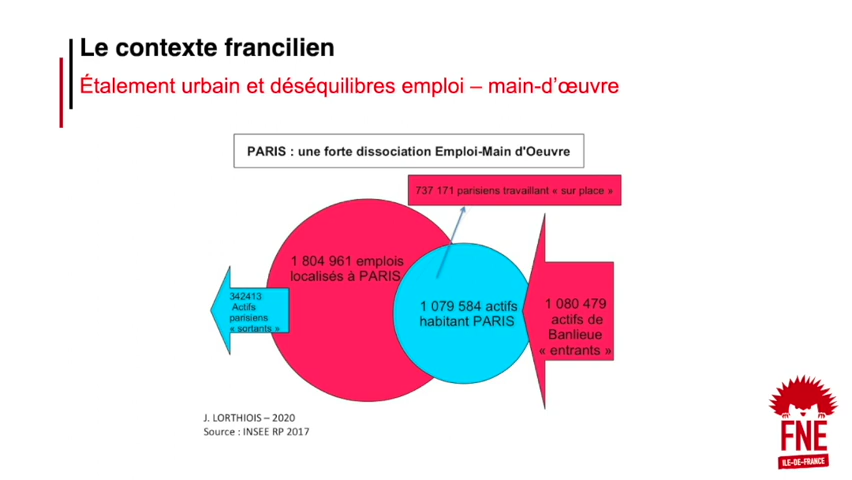 Le contexte francilien
Étalement urbain et déséquilibres emploi – main-d’œuvre
PARIS : une forte dissociation Emploi-Main d'Oeuvre
737 171 parisiens travaillant « sur place »
1 804 961 emplois
localisés à PARIS
342413
Actifs
parisiens
« sortants »
1 079 584 actifs
habitant PARIS
1 080 479
actifs de
Banlieue
« entrants »
J. LORTHIOIS – 2020
Source : INSEE RP 2017
FNE
ILE-DE-FRANCE